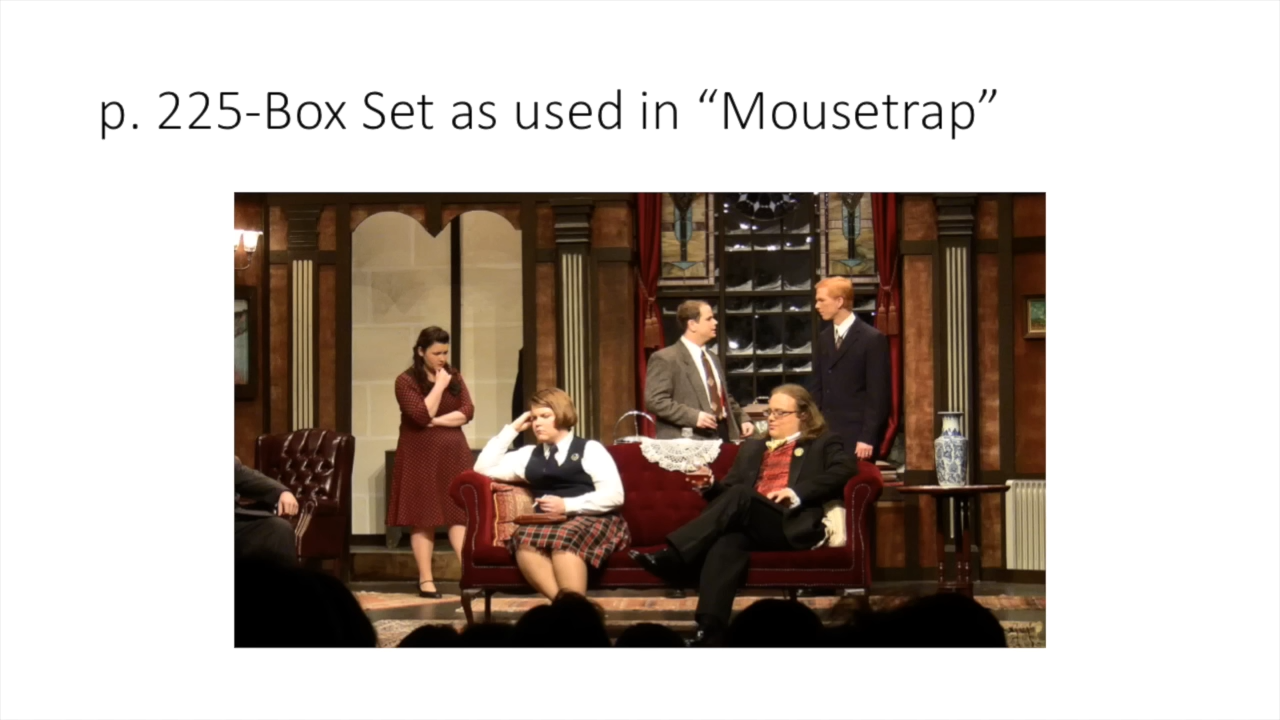 p. 225-Box Set as used in “Mousetrap”